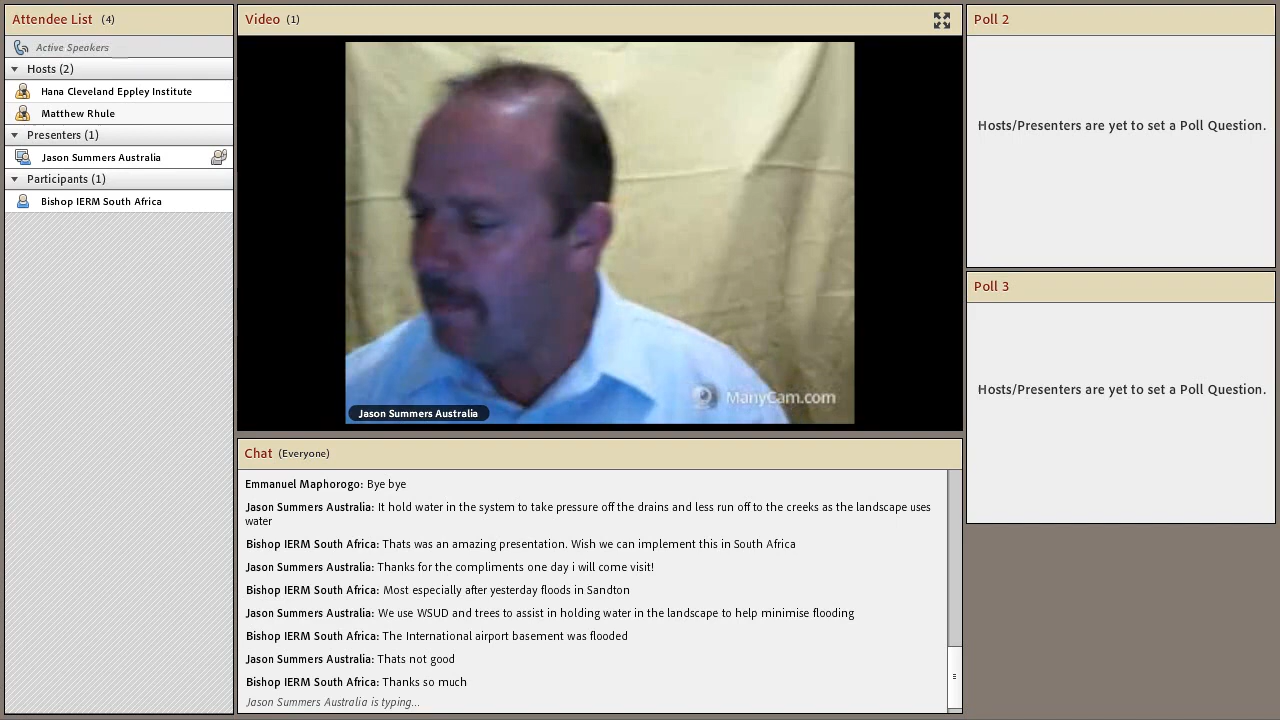 Attendee List (4)
Active Speakers
Hosts (2)
Hana Cleveland Eppley Institute
Matthew Rhule
Presenters (1)
Jason Summers Australia
Participants (1)
Bishop IERM South Africa
Video (1)
ManyCam.com
Jason Summers Australia
Chat (Everyone)
Emmanuel Maphorogo: Bye bye
Jason Summers Australia: It hold water in the system to take pressure off the drains and less run off to the creeks as the landscape uses
water
Bishop IERM South Africa: Thats was an amazing presentation. Wish we can implement this in South Africa
Jason Summers Australia: Thanks for the compliments one day i will come visit!
Bishop IERM South Africa: Most especially after yesterday floods in Sandton
Jason Summers Australia: We use WSUD and trees to assist in holding water in the landscape to help minimise flooding
Bishop IERM South Africa: The International airport basement was flooded
Jason Summers Australia: Thats not good
Bishop IERM South Africa: Thanks so much
Jason Summers Australia is typing...
Poll 2
Hosts/Presenters are yet to set a Poll Question.
Poll 3
Hosts/Presenters are yet to set a Poll Question.